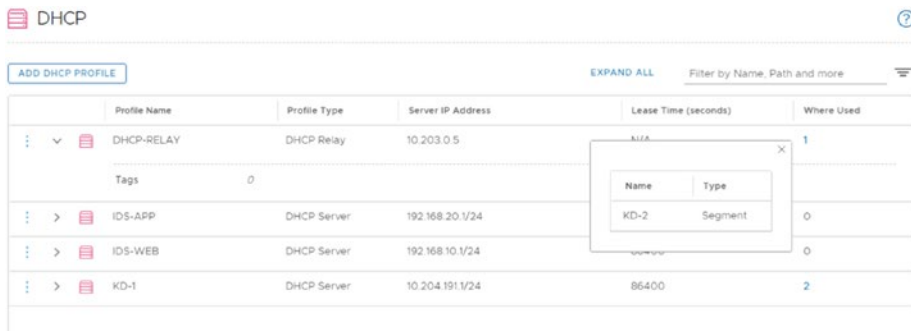 DHCP
ADD DHCP PROFILE
EXPAND ALL
Filter by Name, Path and more
Profile Name Profile Type Server IP Address Lease Time (seconds) Where Used
DHCP-RELAY DHCP Relay 10.203.0.5 N/A 1
Tags 0
Name Type
KD-2 Segment
IDS-APP DHCP Server 192.168.20.1/24 0
IDS-WEB DHCP Server 192.168.10.1/24 0
KD-1 DHCP Server 10.204.191.1/24 86400 2